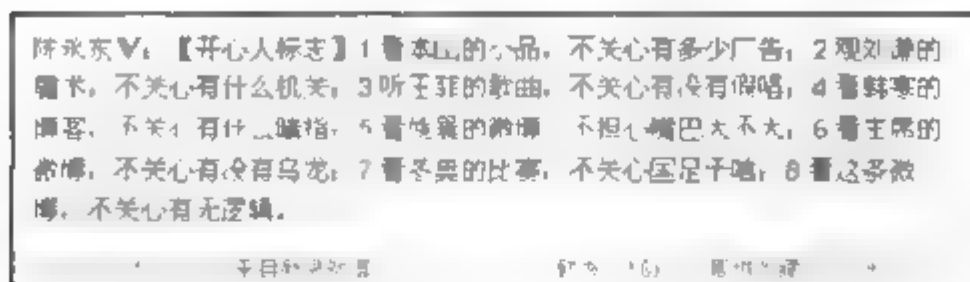 陈永东V:【开心人标志】1看本山的小品,不关心有多少广告;2观刘谦的
魔术,不关心有什么机关;3听王菲的歌曲,不关心有没有假唱;4看韩寒的
博客,不关心有什么暗指;5看姚晨的微博 不担心嘴巴大不大;6看主席的
微博,不关心有没有乌龙;7看冬奥的比赛,不关心国足干啥;8看这条微
博,不关心有无逻辑。